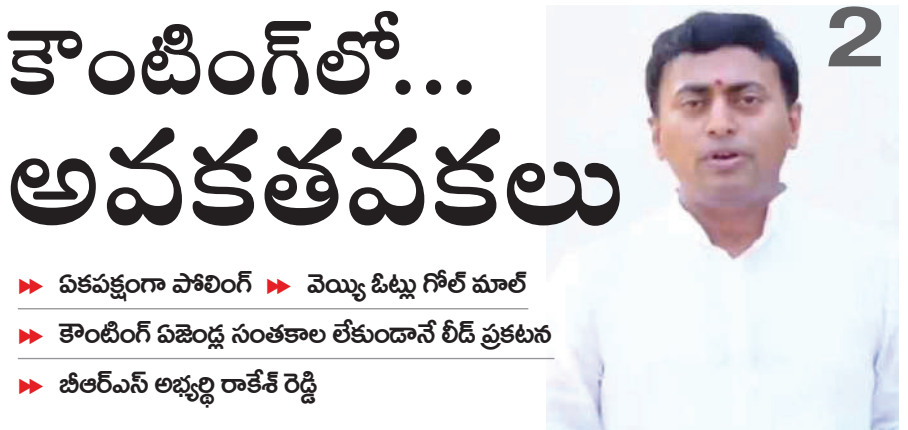 2
కౌంటింగ్‌లో...
అవకతవకలు
ఏకపక్షంగా పోలింగ్ వెయ్యి ఓట్లు గోల్ మాల్
కౌంటింగ్ ఏజెండ్ల సంతకాల లేకుండానే లీడ్ ప్రకటన
బీఆర్ఎస్ అభ్యర్థి రాకేశ్ రెడ్డి